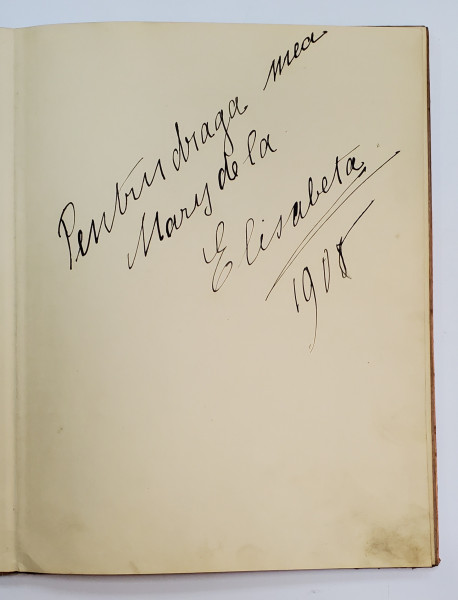 Pentru draga mea
Mary de la
Elisabeta
1908